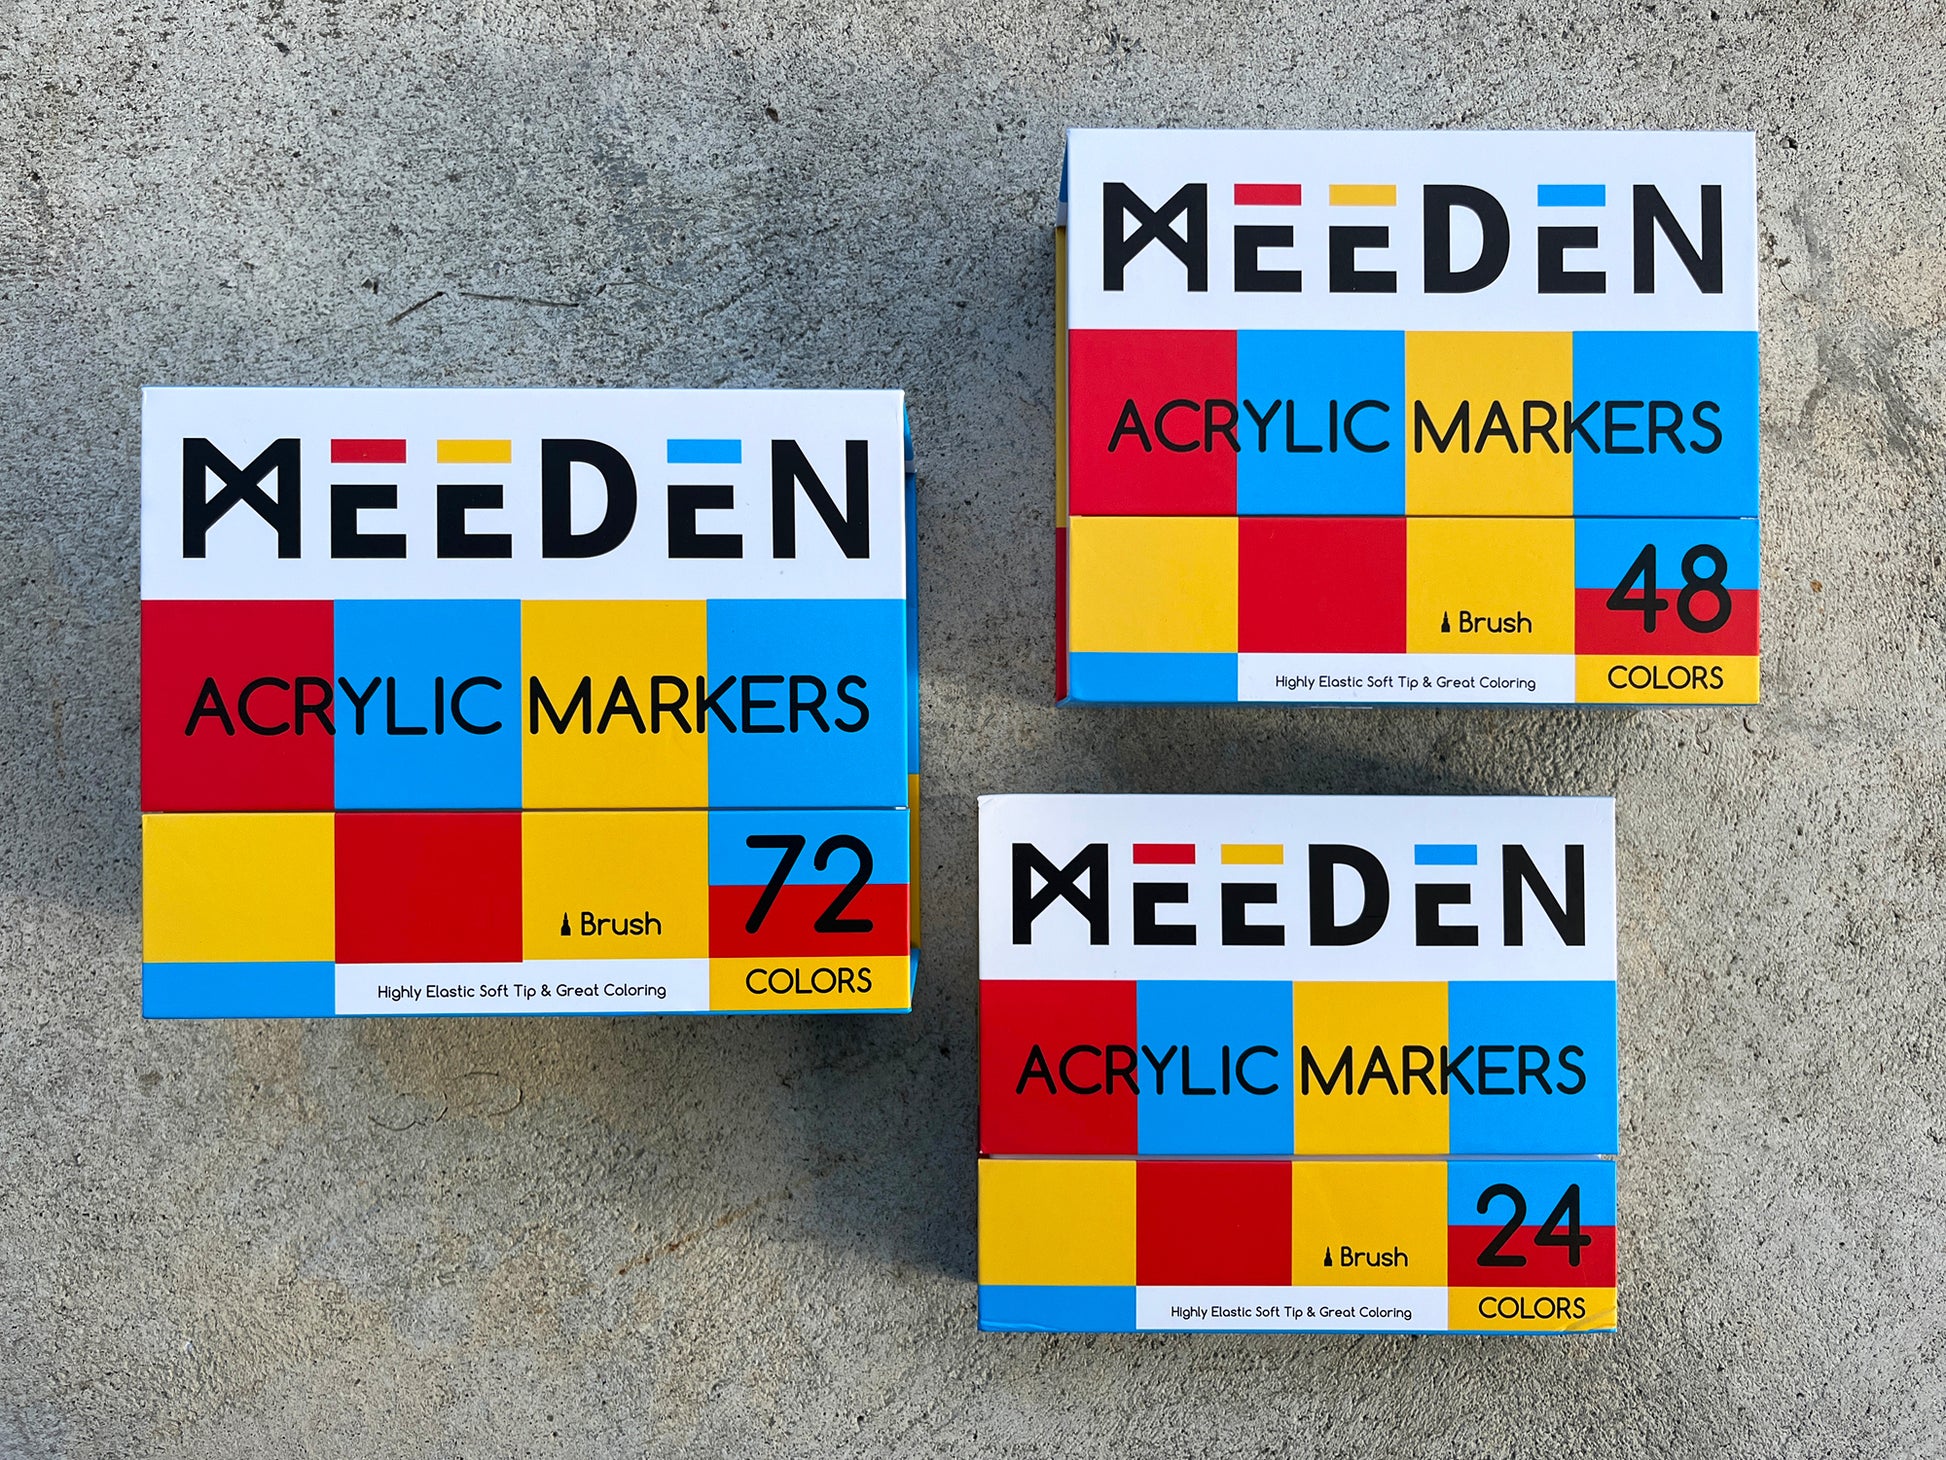 MEEDEN
ACRYLIC MARKERS
72
Brush
Highly Elastic Soft Tip & Great Coloring
COLORS
MEEDEN
ACRYLIC MARKERS
48
Brush
Highly Elastic Soft Tip & Great Coloring
COLORS
MEEDEN
ACRYLIC MARKERS
24
Brush
Highly Elastic Soft Tip & Great Coloring
COLORS